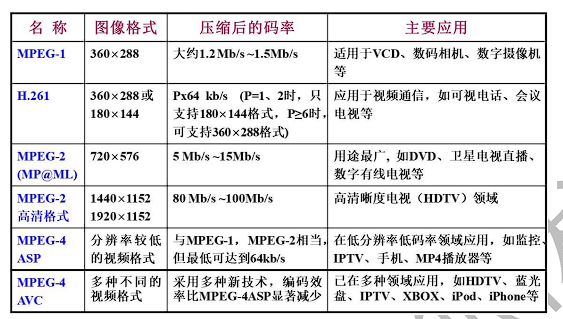 名 称 图像格式 压缩后的码率 主要应用
MPEG-1 360×288 大约1.2 Mb/s ~1.5Mb/s 适用于VCD、数码相机、数字摄像机
等
H.261 360×288或 Px64 kb/s (P=1、2时，只 应用于视频通信，如可视电话、会议
180×144 支持180×144格式，P≥6时， 电视等
可支持360×288格式)
MPEG-2 720×576 5 Mb/s ~15Mb/s 用途最广, 如DVD、卫星电视直播、
(MP@ML) 数字有线电视等
MPEG-2 1440×1152 80 Mb/s ~100Mb/s 高清晰度电视（HDTV）领域
高清格式 1920×1152
MPEG-4 分辨率较低 与MPEG-1，MPEG-2相当， 在低分辨率低码率领域应用，如监控、
ASP 的视频格式 但最低可达到64kb/s IPTV、手机、MP4播放器等
MPEG-4 多种不同的 采用多种新技术，编码效 已在多种领域应用，如HDTV、蓝光
AVC 视频格式 率比MPEG-4ASP显著减少 盘、IPTV、XBOX、iPod、iPhone等